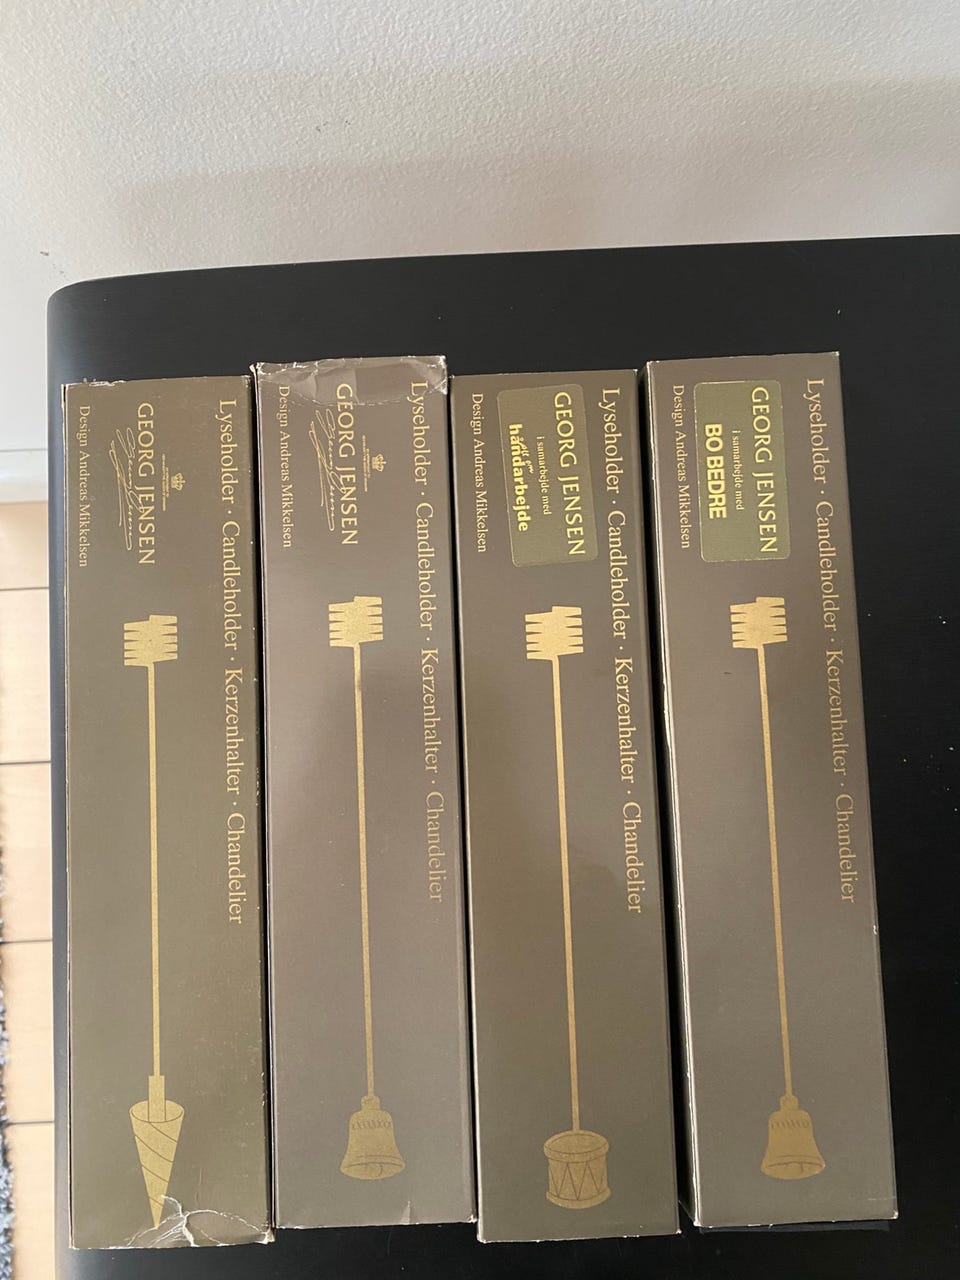 Lyseholder · Candleholder · Kerzenhalter · Chandelier
GEORG JENSEN
Design Andreas Mikkelsen
Lyseholder · Candleholder · Kerzenhalter · Chandelier
GEORG JENSEN
Design Andreas Mikkelsen
Lyseholder · Candleholder · Kerzenhalter · Chandelier
GEORG JENSEN
i samarbejde med
alt om
håndarbejde
Design Andreas Mikkelsen
Lyseholder · Candleholder · Kerzenhalter · Chandelier
GEORG JENSEN
i samarbejde med
BO BEDRE
Design Andreas Mikkelsen